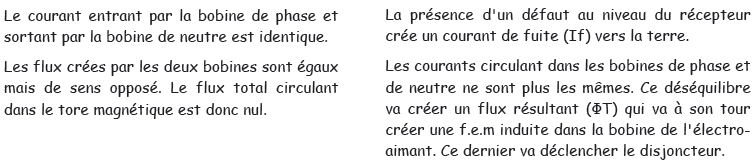 Le courant entrant par la bobine de phase et
sortant par la bobine de neutre est identique.
Les flux crées par les deux bobines sont égaux
mais de sens opposé. Le flux total circulant
dans le tore magnétique est donc nul.
La présence d'un défaut au niveau du récepteur
crée un courant de fuite (If) vers la terre.
Les courants circulant dans les bobines de phase et
de neutre ne sont plus les mêmes. Ce déséquilibre
va créer un flux résultant (ΦT) qui va à son tour
créer une f.e.m induite dans la bobine de l'électro-
aimant. Ce dernier va déclencher le disjoncteur.